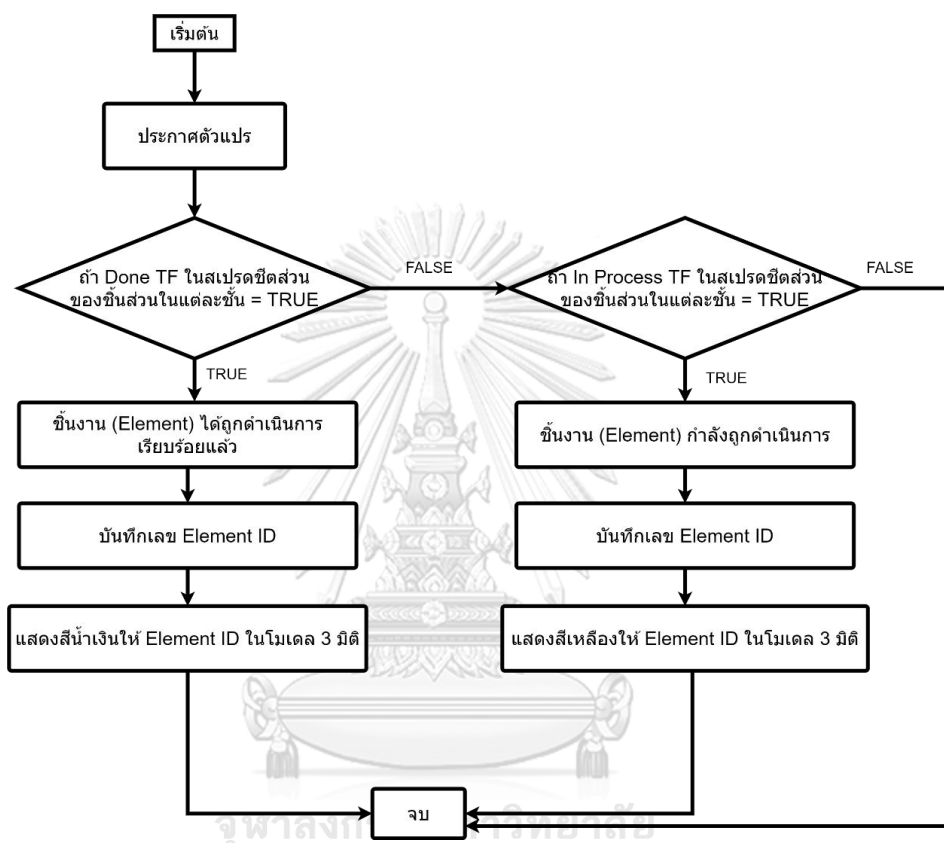 เริ่มต้น
ประกาศตัวแปร
ถ้า Done TF ในสเปรดชีตส่วน
ของชิ้นส่วนในแต่ละชั้น = TRUE
FALSE
ถ้า In Process TF ในสเปรดชีตส่วน
ของชิ้นส่วนในแต่ละชั้น = TRUE
FALSE
TRUE
TRUE
ชิ้นงาน (Element) ได้ถูกดำเนินการ
เรียบร้อยแล้ว
ชิ้นงาน (Element) กำลังถูกดำเนินการ
บันทึกเลข Element ID
บันทึกเลข Element ID
แสดงสีน้ำเงินให้ Element ID ในโมเดล 3 มิติ
แสดงสีเหลืองให้ Element ID ในโมเดล 3 มิติ
จบ